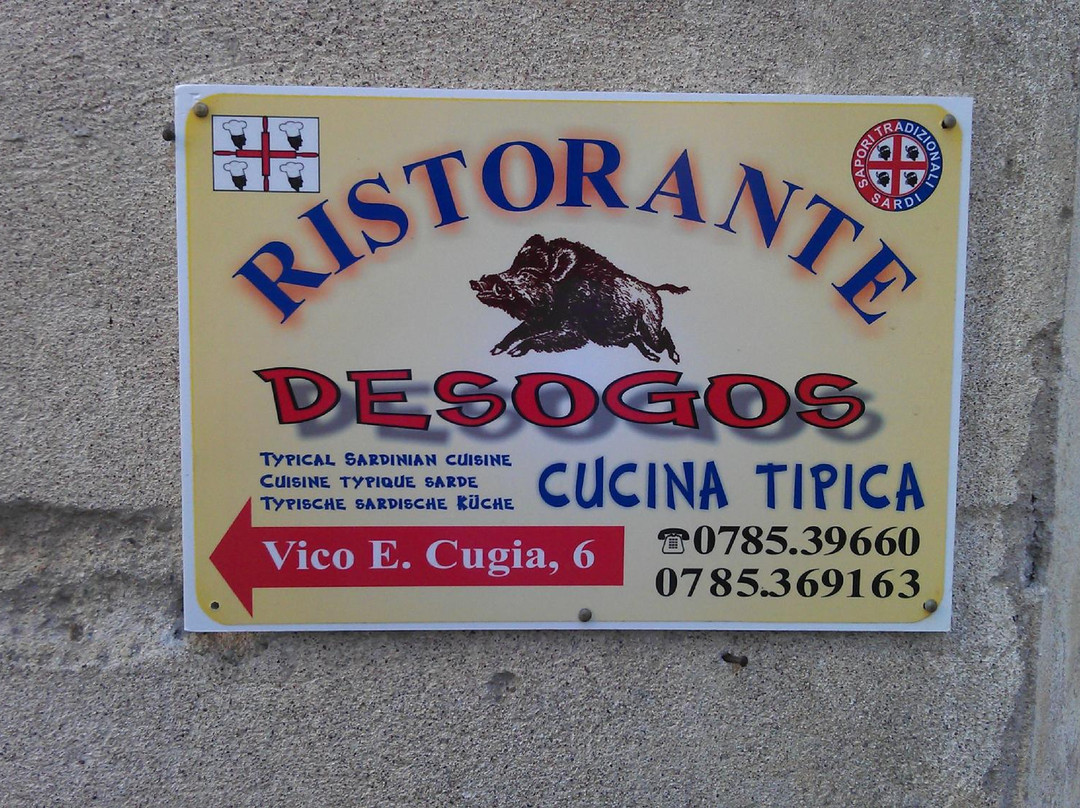 RISTORANTE
SAPORI TRADIZIONALI
SARDI
DESOGOS
Typical Sardinian cuisine
Cuisine typique sarde
Typische sardische Küche
CUCINA TIPICA
Vico E. Cugia, 6
☎0785.39660
0785.369163